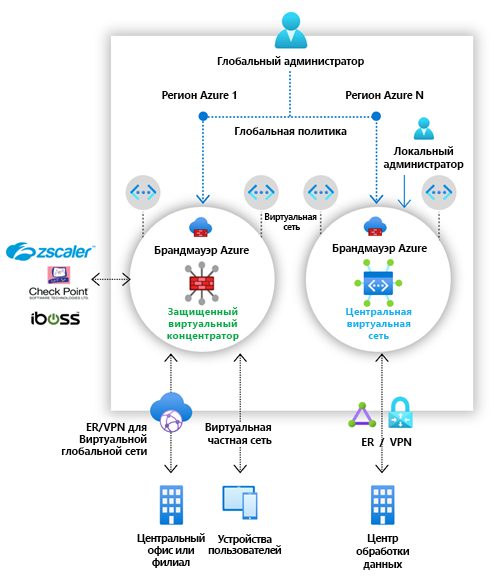 Глобальный администратор
Регион Azure 1
Регион Azure N
Глобальная политика
Локальный
администратор
Виртуальная
сеть
Брандмауэр Azure
Брандмауэр Azure
zscaler™
Check Point
SOFTWARE TECHNOLOGIES LTD.
iboss
Защищенный
виртуальный
концентратор
Центральная
виртуальная
сеть
ER/VPN для
Виртуальной
глобальной сети
Виртуальная
частная сеть
ER / VPN
Центральный
офис или
филиал
Устройства
пользователей
Центр
обработки
данных